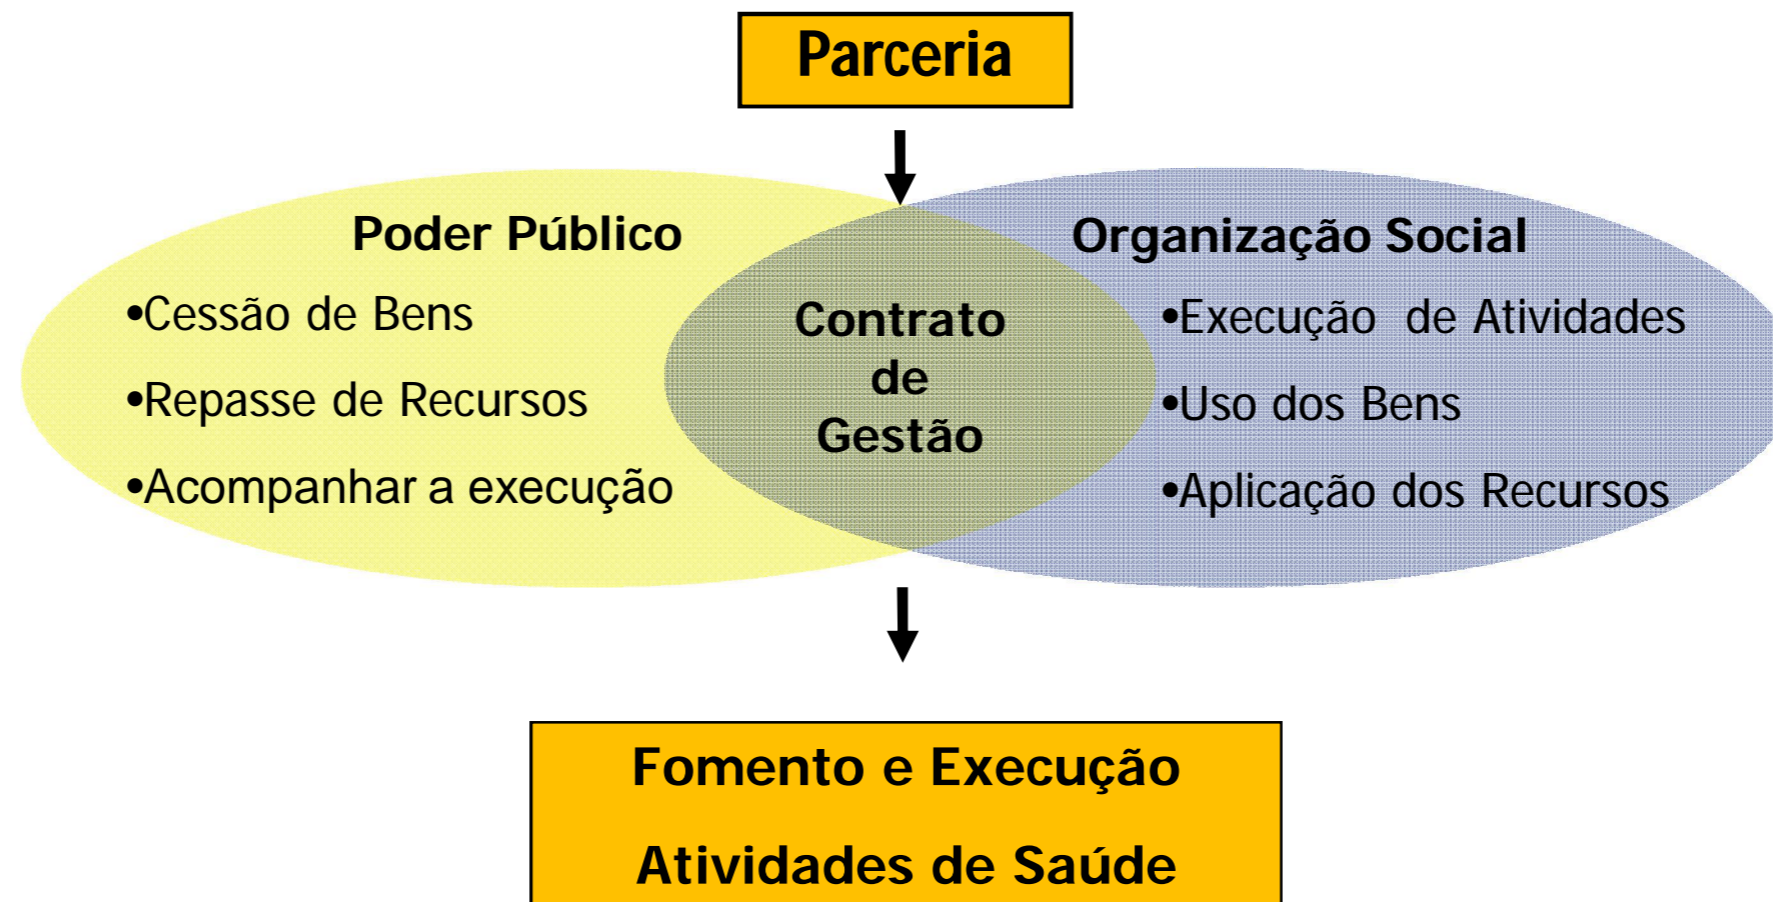 Parceria
Poder Público
•Cessão de Bens
•Repasse de Recursos
•Acompanhar a execução
Contrato
de
Gestão
Organização Social
•Execução de Atividades
•Uso dos Bens
•Aplicação dos Recursos
Fomento e Execução
Atividades de Saúde